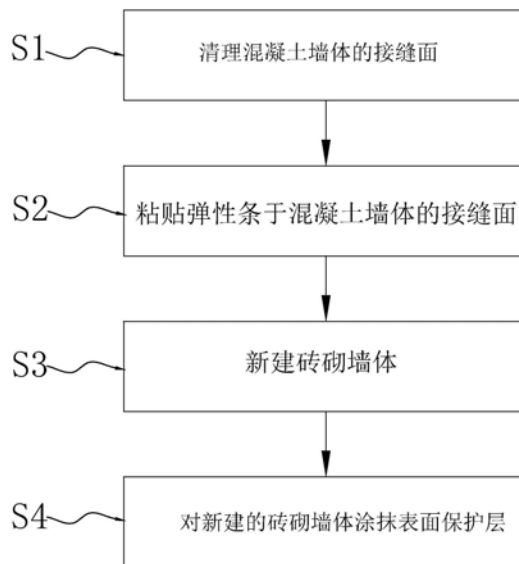 S1
清理混凝土墙体的接缝面
S2
粘贴弹性条于混凝土墙体的接缝面
S3
新建砖砌墙体
S4
对新建的砖砌墙体涂抹表面保护层